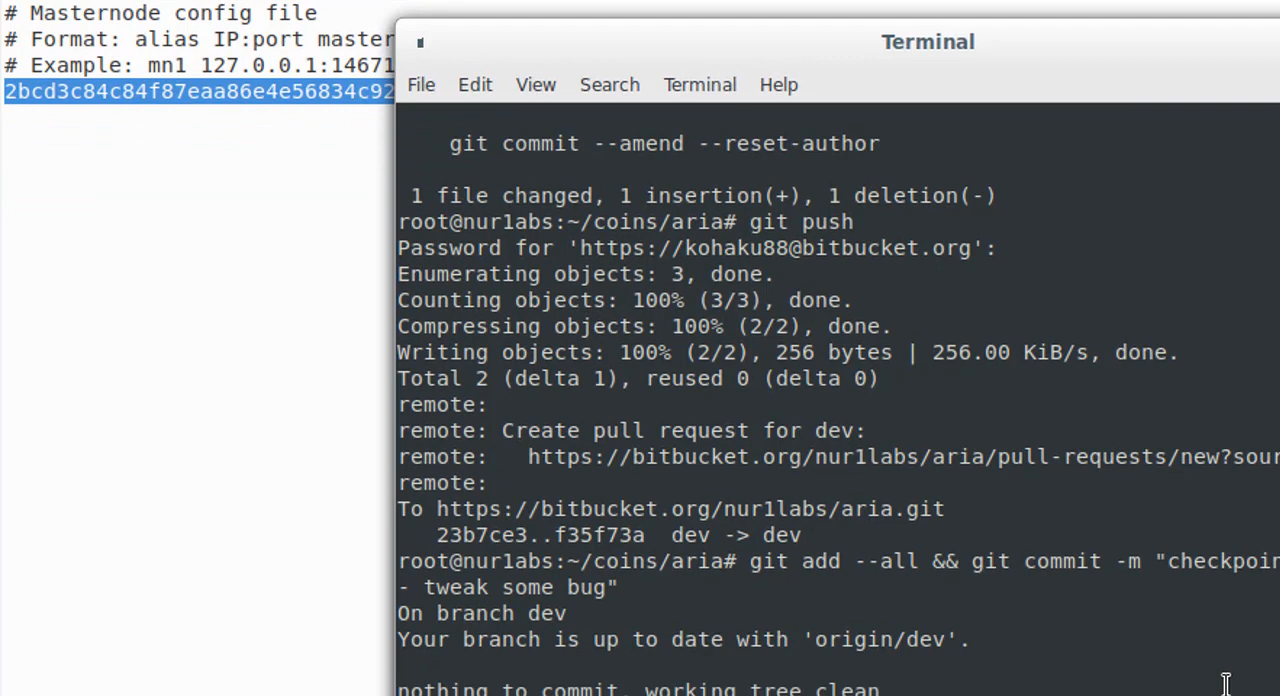 # Masternode config file
# Format: alias IP:port master
# Example: mn1 127.0.0.1:14671
2bcd3c84c84f87eaa86e4e56834c92
Terminal
File Edit View Search Terminal Help
git commit --amend --reset-author
1 file changed, 1 insertion(+), 1 deletion(-)
root@nur1abs:~/coins/aria# git push
Password for 'https://kohaku88@bitbucket.org':
Enumerating objects: 3, done.
Counting objects: 100% (3/3), done.
Compressing objects: 100% (2/2), done.
Writing objects: 100% (2/2), 256 bytes | 256.00 KiB/s, done.
Total 2 (delta 1), reused 0 (delta 0)
remote:
remote: Create pull request for dev:
remote:   https://bitbucket.org/nur1labs/aria/pull-requests/new?sour
remote:
To https://bitbucket.org/nur1labs/aria.git
   23b7ce3..f35f73a  dev -> dev
root@nur1abs:~/coins/aria# git add --all && git commit -m "checkpoin
- tweak some bug"
On branch dev
Your branch is up to date with 'origin/dev'.
nothing to commit, working tree clean